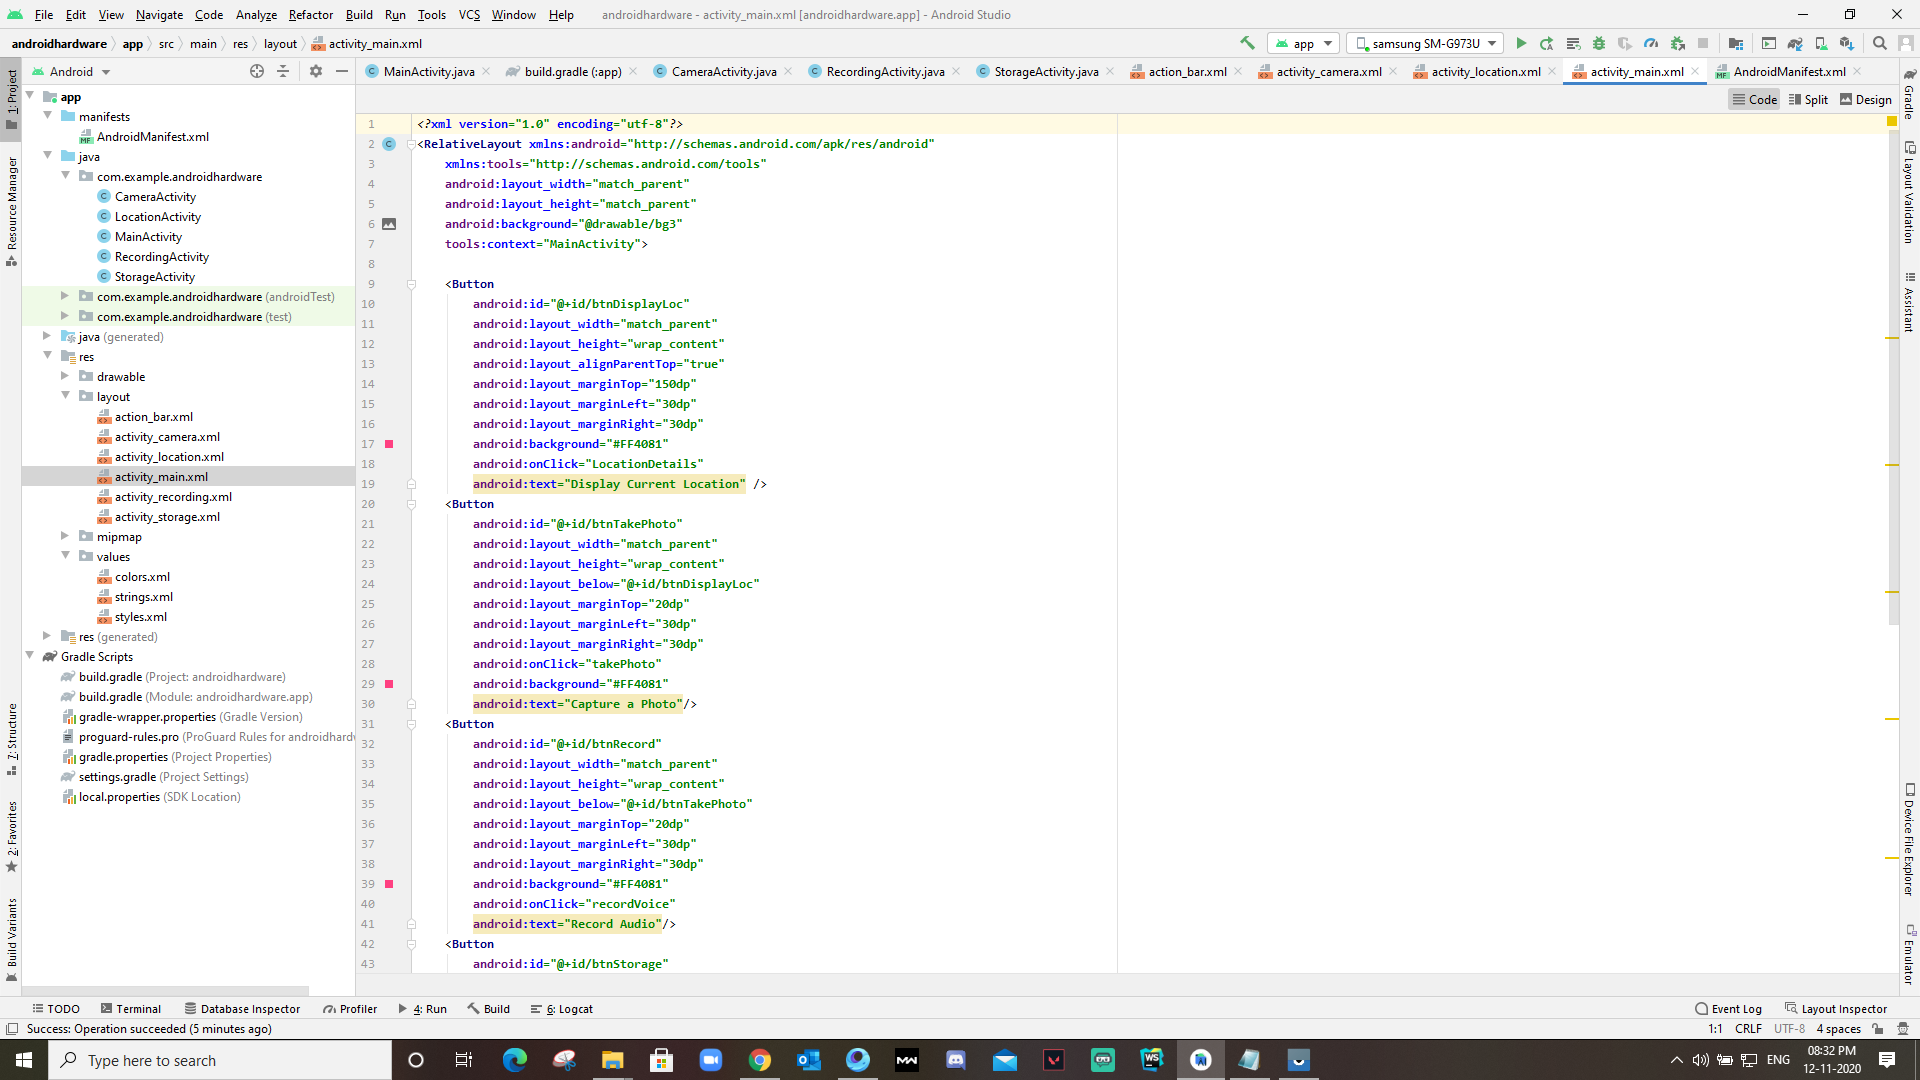 File Edit View Navigate Code Analyze Refactor Build Run Tools VCS Window Help androidhardware - activity_main.xml [androidhardware.app] - Android Studio
androidhardware app src main res layout activity_main.xml app samsung SM-G973U
Android
MainActivity.java build.gradle (:app) CameraActivity.java RecordingActivity.java StorageActivity.java action_bar.xml activity_camera.xml activity_location.xml activity_main.xml AndroidManifest.xml
Code Split Design
1: Project
Resource Manager
7: Structure
2: Favorites
Build Variants
app
manifests
AndroidManifest.xml
java
com.example.androidhardware
CameraActivity
LocationActivity
MainActivity
RecordingActivity
StorageActivity
com.example.androidhardware (androidTest)
com.example.androidhardware (test)
java (generated)
res
drawable
layout
action_bar.xml
activity_camera.xml
activity_location.xml
activity_main.xml
activity_recording.xml
activity_storage.xml
mipmap
values
colors.xml
strings.xml
styles.xml
res (generated)
Gradle Scripts
build.gradle (Project: androidhardware)
build.gradle (Module: androidhardware.app)
gradle-wrapper.properties (Gradle Version)
proguard-rules.pro (ProGuard Rules for androidhardw
gradle.properties (Project Properties)
settings.gradle (Project Settings)
local.properties (SDK Location)
1 <?xml version="1.0" encoding="utf-8"?>
2 <RelativeLayout xmlns:android="http://schemas.android.com/apk/res/android"
3 xmlns:tools="http://schemas.android.com/tools"
4 android:layout_width="match_parent"
5 android:layout_height="match_parent"
6 android:background="@drawable/bg3"
7 tools:context="MainActivity">
8
9 <Button
10 android:id="@+id/btnDisplayLoc"
11 android:layout_width="match_parent"
12 android:layout_height="wrap_content"
13 android:layout_alignParentTop="true"
14 android:layout_marginTop="150dp"
15 android:layout_marginLeft="30dp"
16 android:layout_marginRight="30dp"
17 android:background="#FF4081"
18 android:onClick="LocationDetails"
19 android:text="Display Current Location" />
20 <Button
21 android:id="@+id/btnTakePhoto"
22 android:layout_width="match_parent"
23 android:layout_height="wrap_content"
24 android:layout_below="@+id/btnDisplayLoc"
25 android:layout_marginTop="20dp"
26 android:layout_marginLeft="30dp"
27 android:layout_marginRight="30dp"
28 android:onClick="takePhoto"
29 android:background="#FF4081"
30 android:text="Capture a Photo"/>
31 <Button
32 android:id="@+id/btnRecord"
33 android:layout_width="match_parent"
34 android:layout_height="wrap_content"
35 android:layout_below="@+id/btnTakePhoto"
36 android:layout_marginTop="20dp"
37 android:layout_marginLeft="30dp"
38 android:layout_marginRight="30dp"
39 android:background="#FF4081"
40 android:onClick="recordVoice"
41 android:text="Record Audio"/>
42 <Button
43 android:id="@+id/btnStorage"
Gradle
Layout Validation
Assistant
Device File Explorer
Emulator
TODO Terminal Database Inspector Profiler 4: Run Build 6: Logcat Event Log Layout Inspector
Success: Operation succeeded (5 minutes ago) 1:1 CRLF UTF-8 4 spaces
Type here to search ENG 08:32 PM
12-11-2020